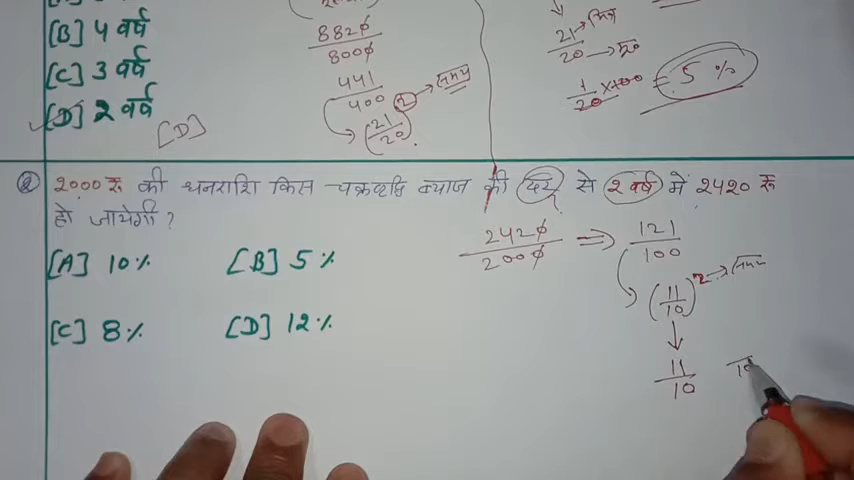 [B] 4 वर्ष
[C] 3 वर्ष
[D] 2 वर्ष
[D]
8820
8000
441
400
2 → समय
(21/20)
21 → मिश्र
20 → मूल
1/20 × 100 = 5 %
② 2000 रू की धनराशि किस चक्रवृद्धि ब्याज की दर से 2 वर्ष में 2420 रू
हो जायेगी ?
[A] 10 %
[B] 5 %
[C] 8 %
[D] 12 %
2420/2000 ⇒ 121/100
(11/10)² → समय
11/10
10